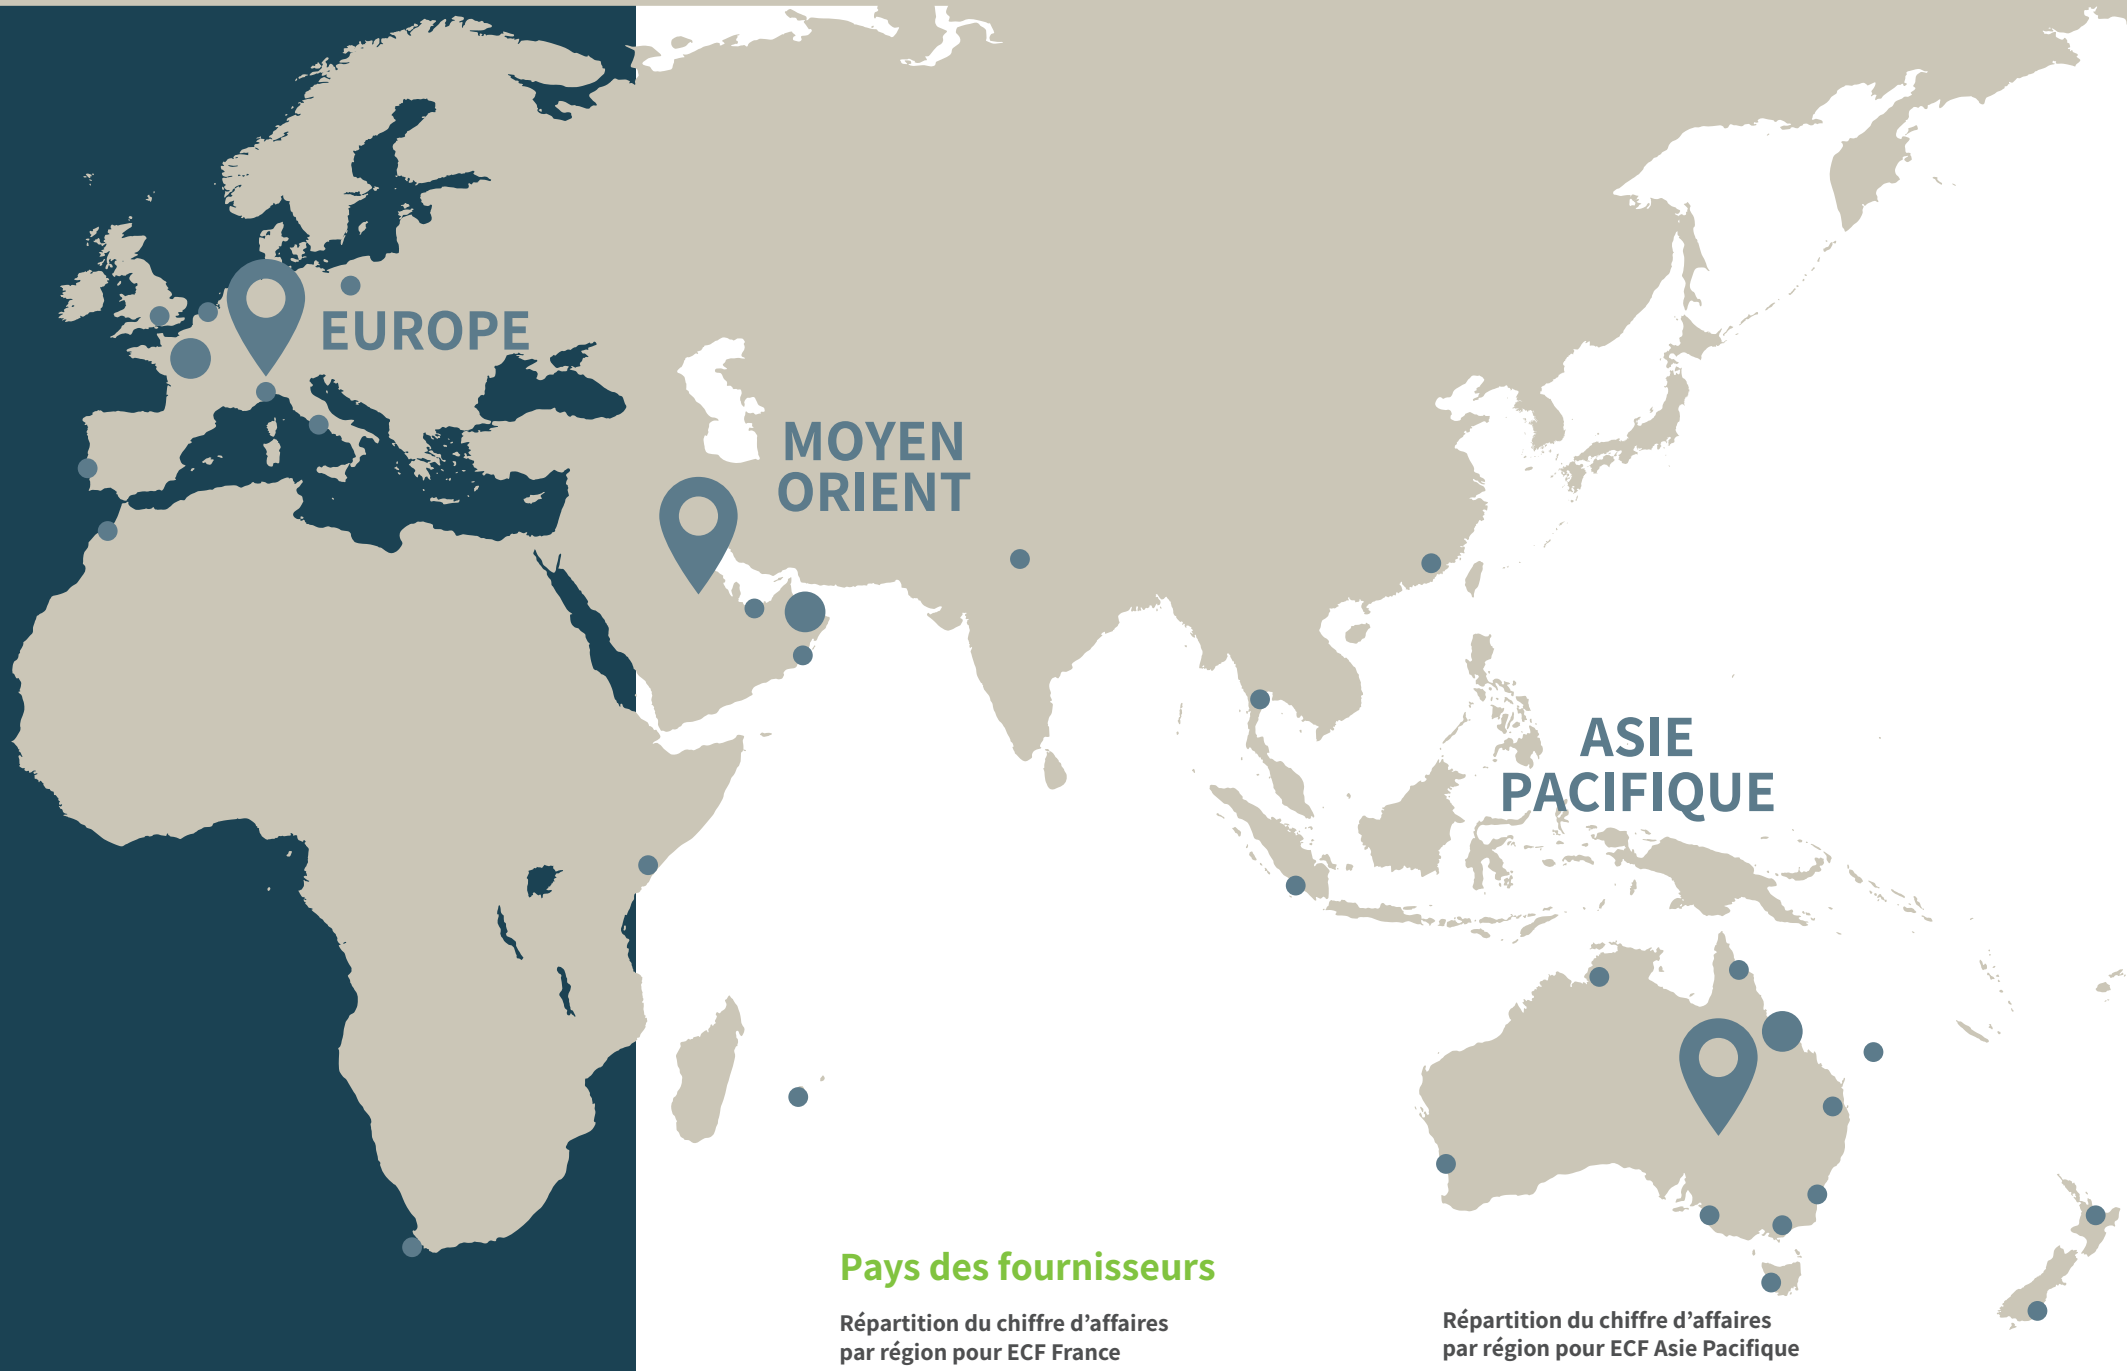 EUROPE
MOYEN
ORIENT
ASIE
PACIFIQUE
Pays des fournisseurs
Répartition du chiffre d’affaires
par région pour ECF France
Répartition du chiffre d’affaires
par région pour ECF Asie Pacifique